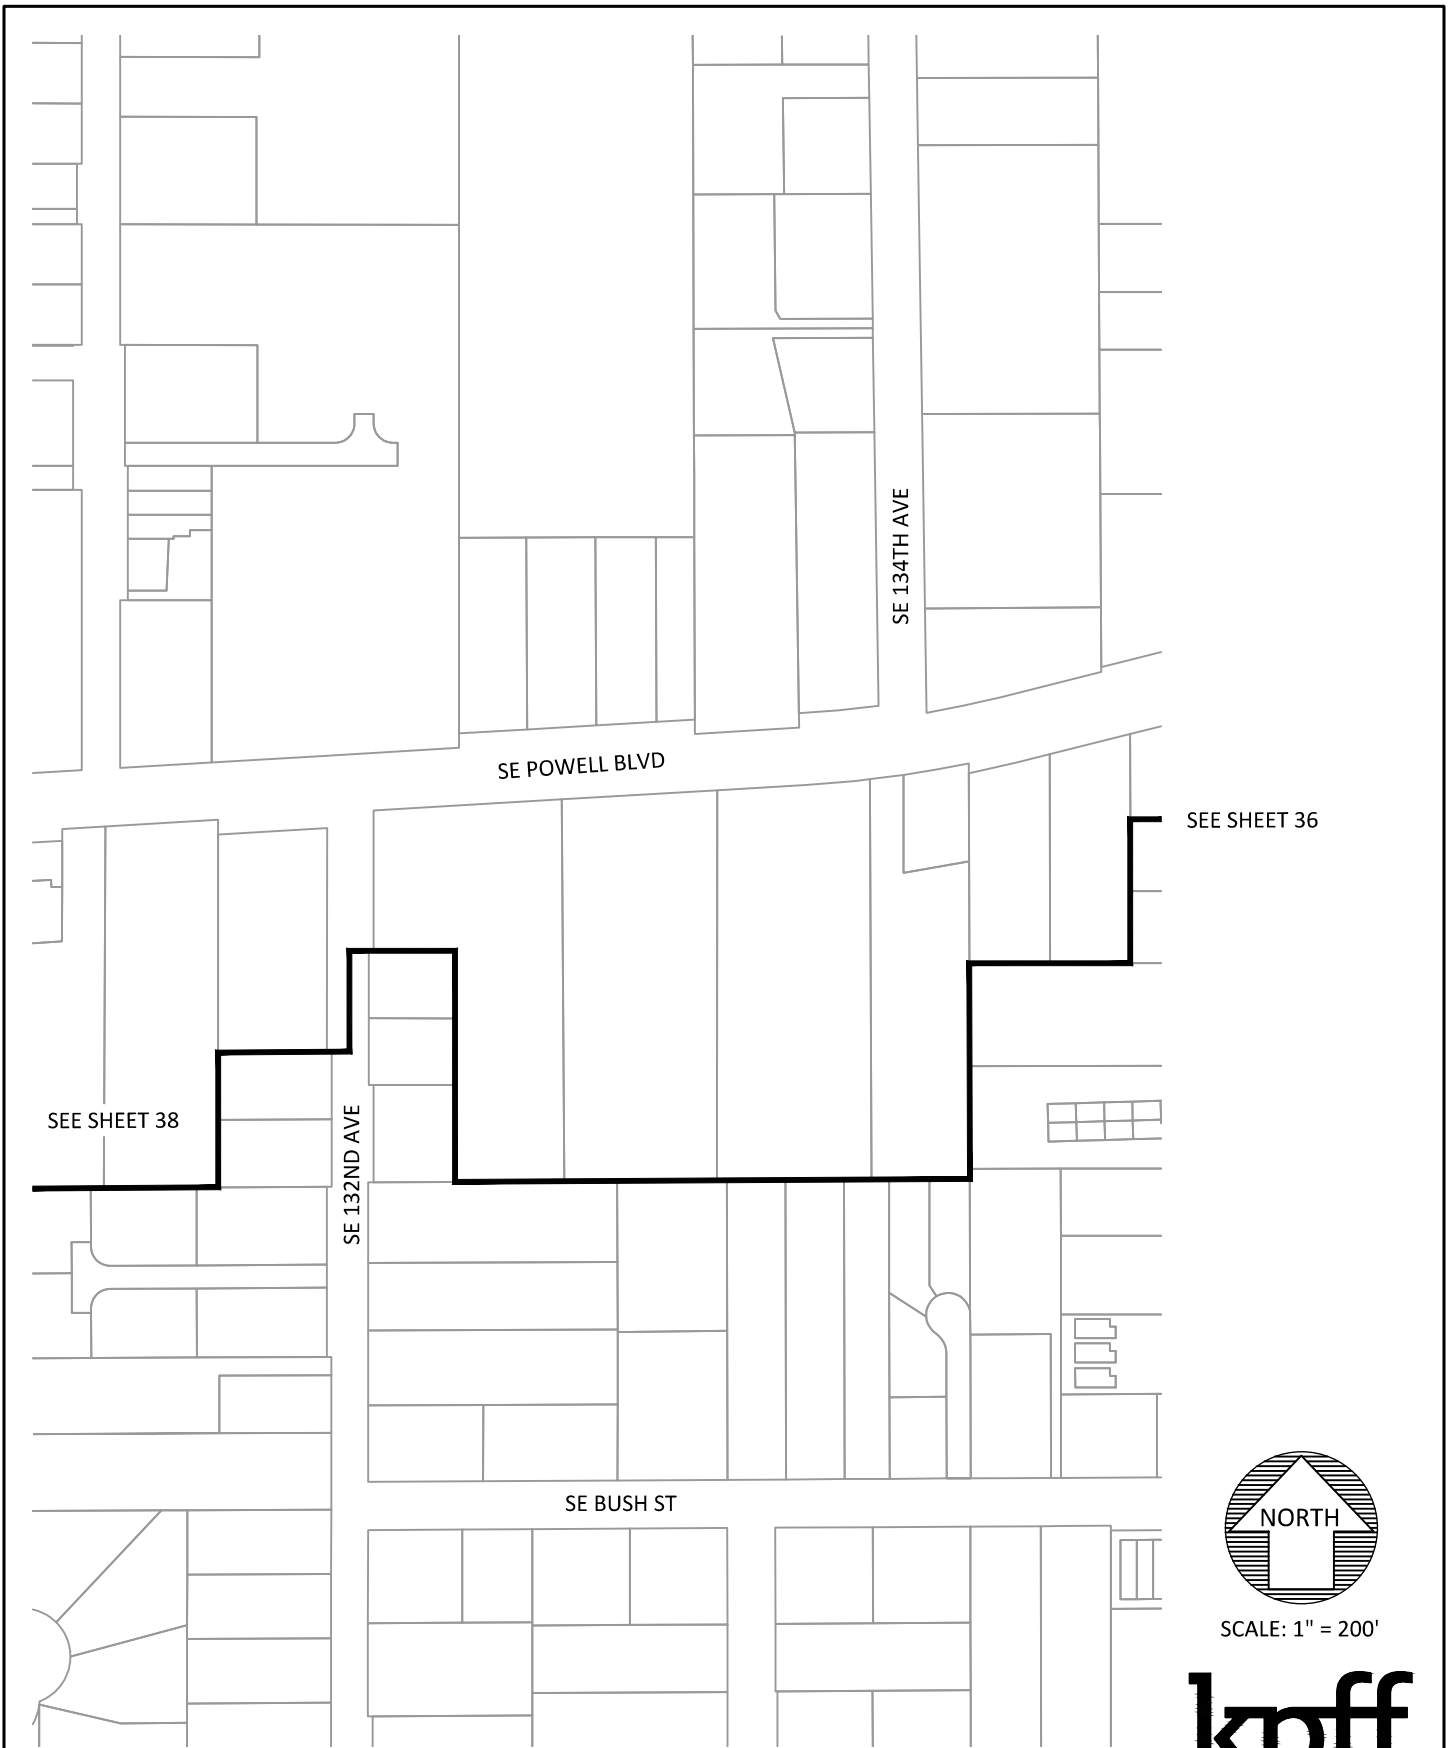 SE 134TH AVE
SE POWELL BLVD
SEE SHEET 36
SEE SHEET 38
SE 132ND AVE
SE BUSH ST
NORTH
SCALE: 1" = 200'
kpff